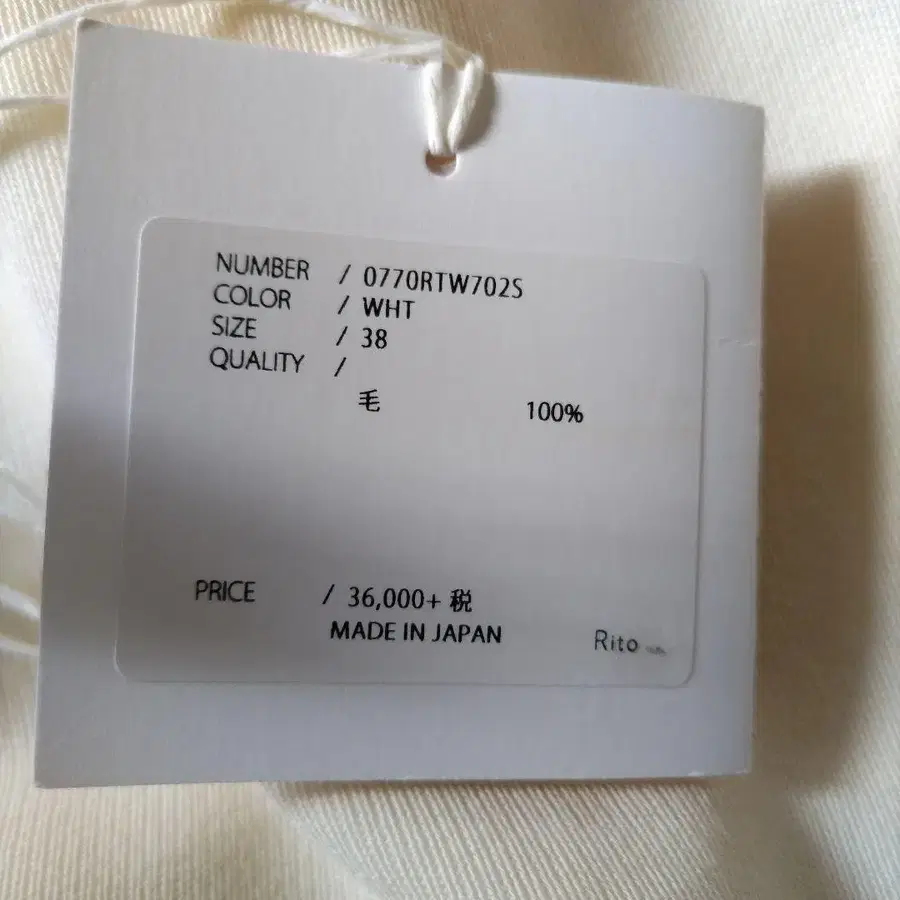 NUMBER / 0770RTW702S
COLOR / WHT
SIZE / 38
QUALITY /
毛 100%
PRICE / 36,000+ 税
MADE IN JAPAN
Rito